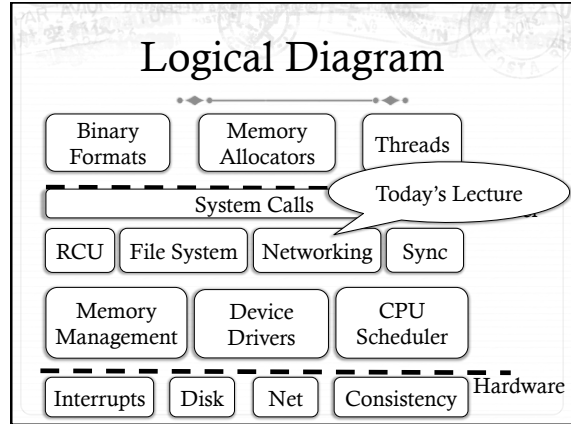 Logical Diagram
Binary
Formats
Memory
Allocators
Threads
Today's Lecture
System Calls
RCU
File System
Networking
Sync
Memory
Management
Device
Drivers
CPU
Scheduler
Hardware
Interrupts
Disk
Net
Consistency